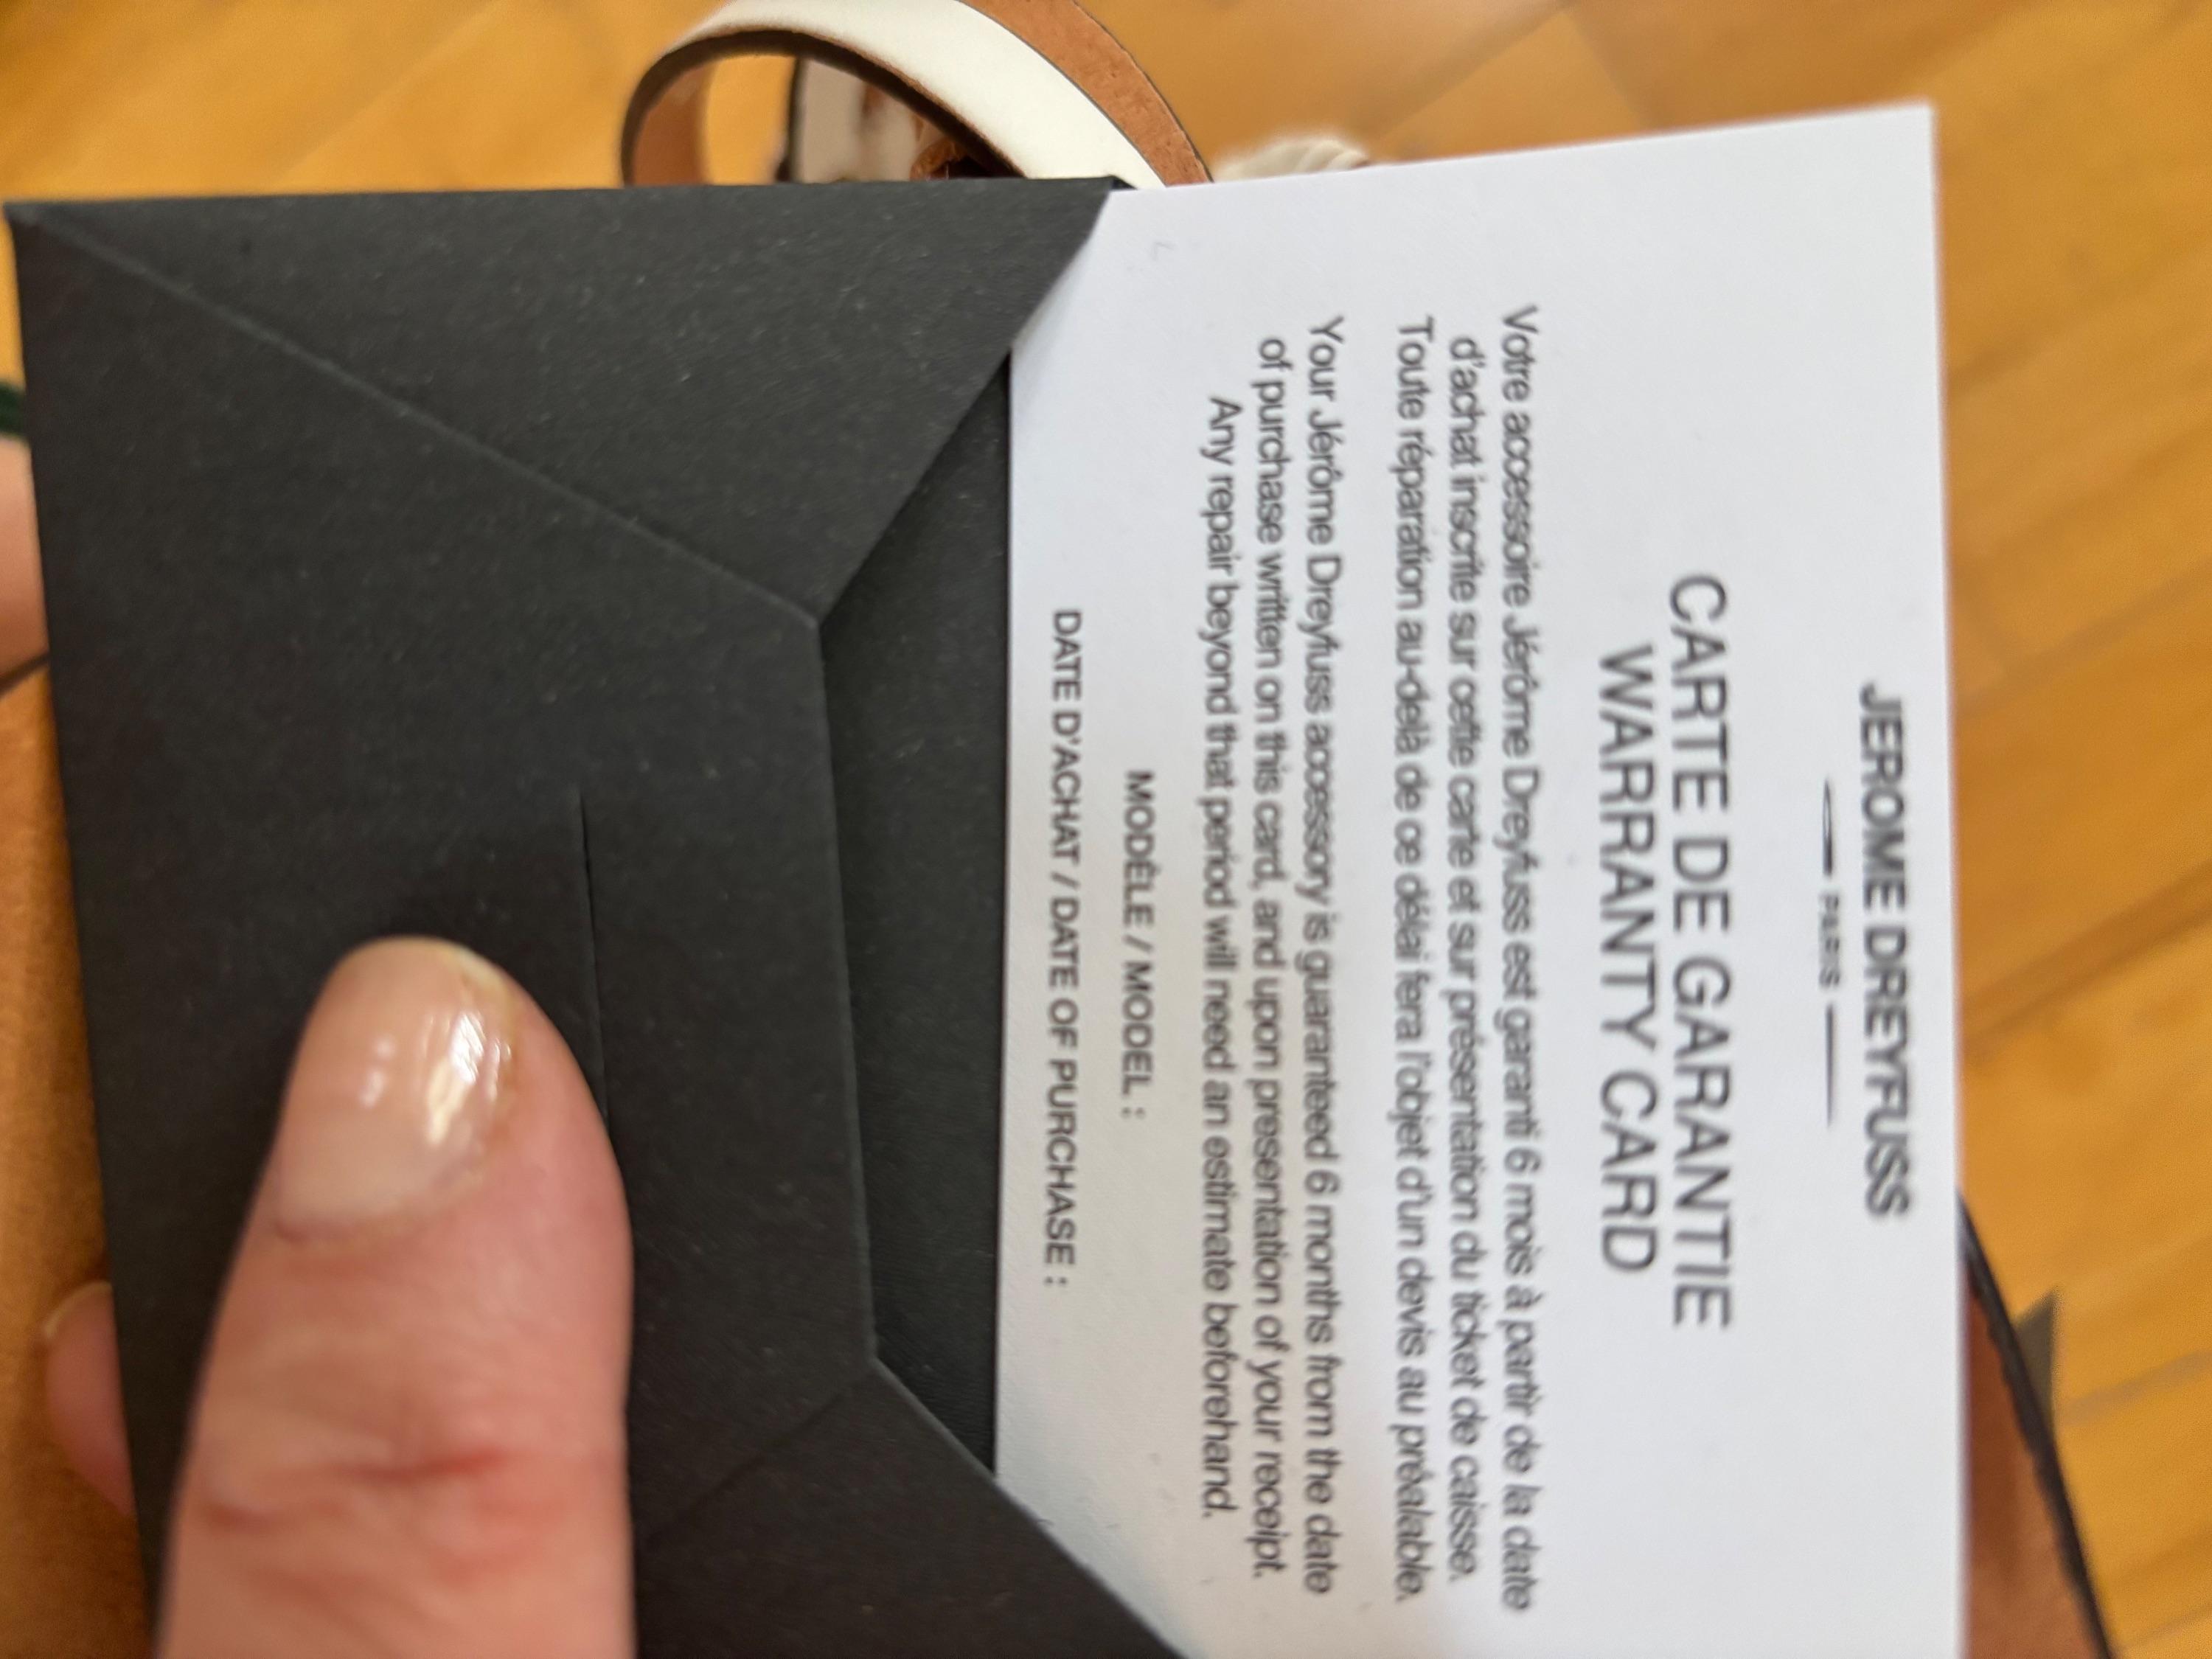 JEROME DREYFUSS
PARIS
CARTE DE GARANTIE
WARRANTY CARD
Votre accessoire Jérôme Dreyfuss est garanti 6 mois à partir de la date
d'achat inscrite sur cette carte et sur présentation du ticket de caisse.
Toute réparation au-delà de ce délai fera l'objet d'un devis au préalable.
Your Jérôme Dreyfuss accessory is guaranteed 6 months from the date
of purchase written on this card, and upon presentation of your receipt.
Any repair beyond that period will need an estimate beforehand.
MODÈLE / MODEL :
DATE D'ACHAT / DATE OF PURCHASE :